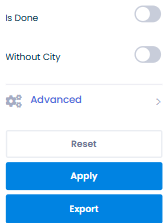 Is Done
Without City
Advanced
Reset
Apply
Export